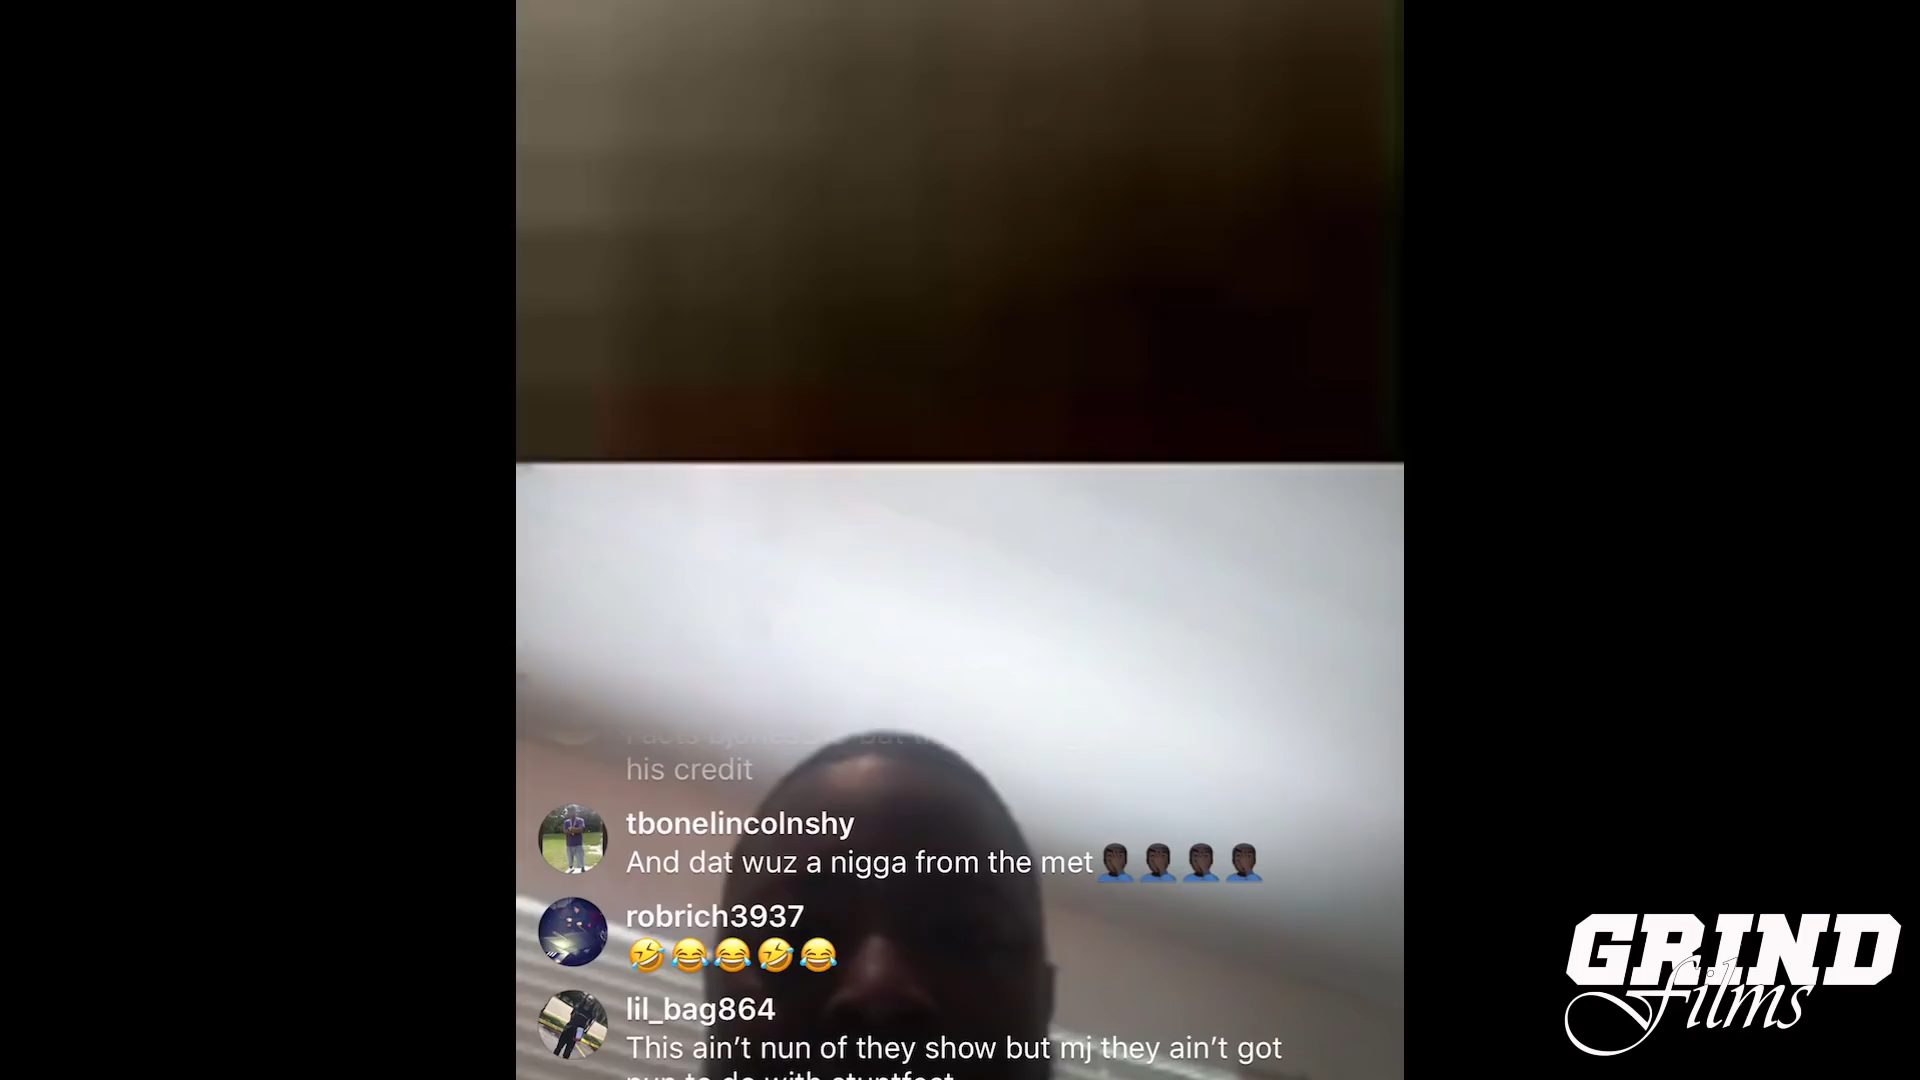 his credit
tbonelincolnshy
And dat wuz a nigga from the met
robrich3937
lil_bag864
This ain’t nun of they show but mj they ain’t got
GRIND
films